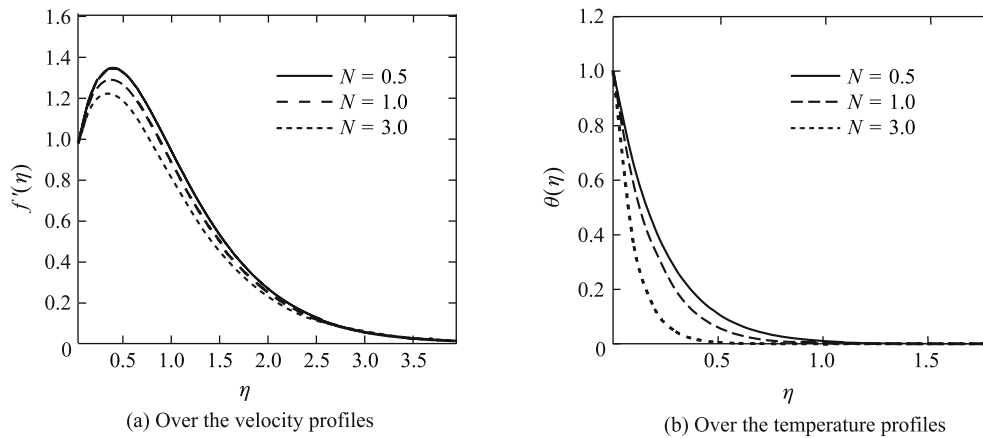 1.6
1.4
1.2
1.0
0.8
0.6
0.4
0.2
0
f′(η)
N = 0.5
N = 1.0
N = 3.0
0.5 1.0 1.5 2.0 2.5 3.0 3.5
η
(a) Over the velocity profiles
1.2
1.0
0.8
0.6
0.4
0.2
0
θ(η)
N = 0.5
N = 1.0
N = 3.0
0.5 1.0 1.5
η
(b) Over the temperature profiles